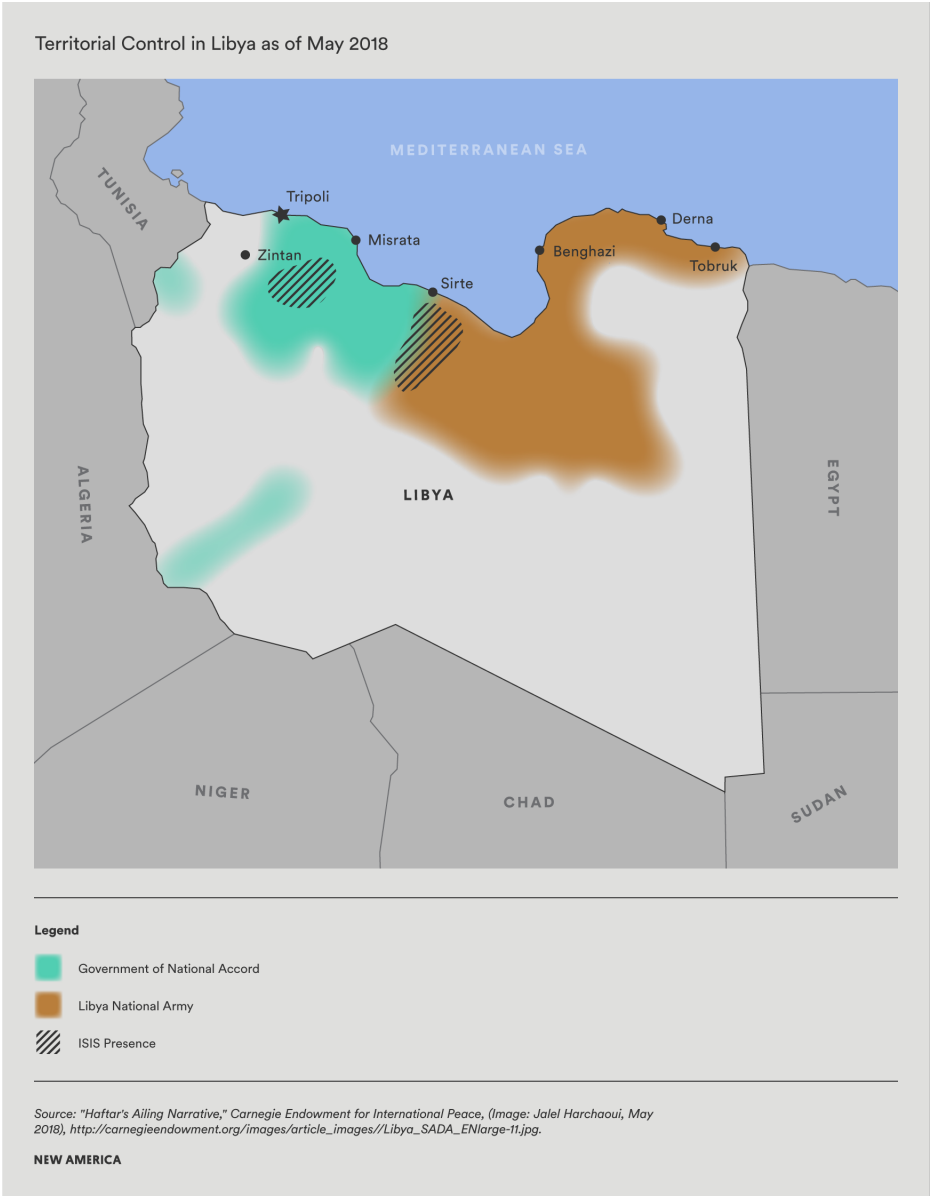 Territorial Control in Libya as of May 2018
MEDITERRANEAN SEA
TUNISIA
Tripoli
Misrata
Zintan
Sirte
Benghazi
Derna
Tobruk
ALGERIA
LIBYA
EGYPT
NIGER
CHAD
SUDAN
Legend
Government of National Accord
Libya National Army
ISIS Presence
Source: "Haftar's Ailing Narrative," Carnegie Endowment for International Peace, (Image: Jalel Harchaoui, May
2018), http://carnegieendowment.org/images/article_images//Libya_SADA_ENlarge-11.jpg.
NEW AMERICA